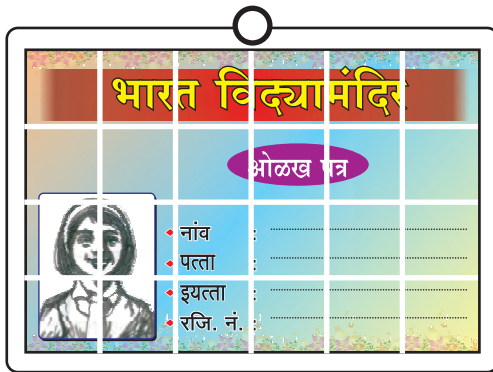 भारत विद्यामंदिर
ओळख पत्र
नांव :
पत्ता :
इयत्ता :
रजि. नं. :